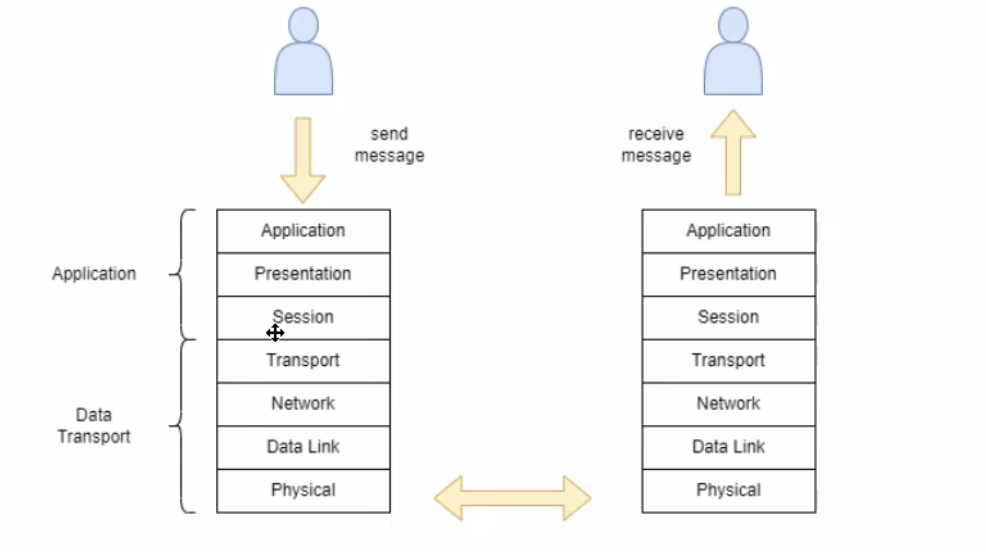 send
message
receive
message
Application
Application
Presentation
Session
Transport
Data
Transport
Network
Data Link
Physical
Application
Presentation
Session
Transport
Network
Data Link
Physical